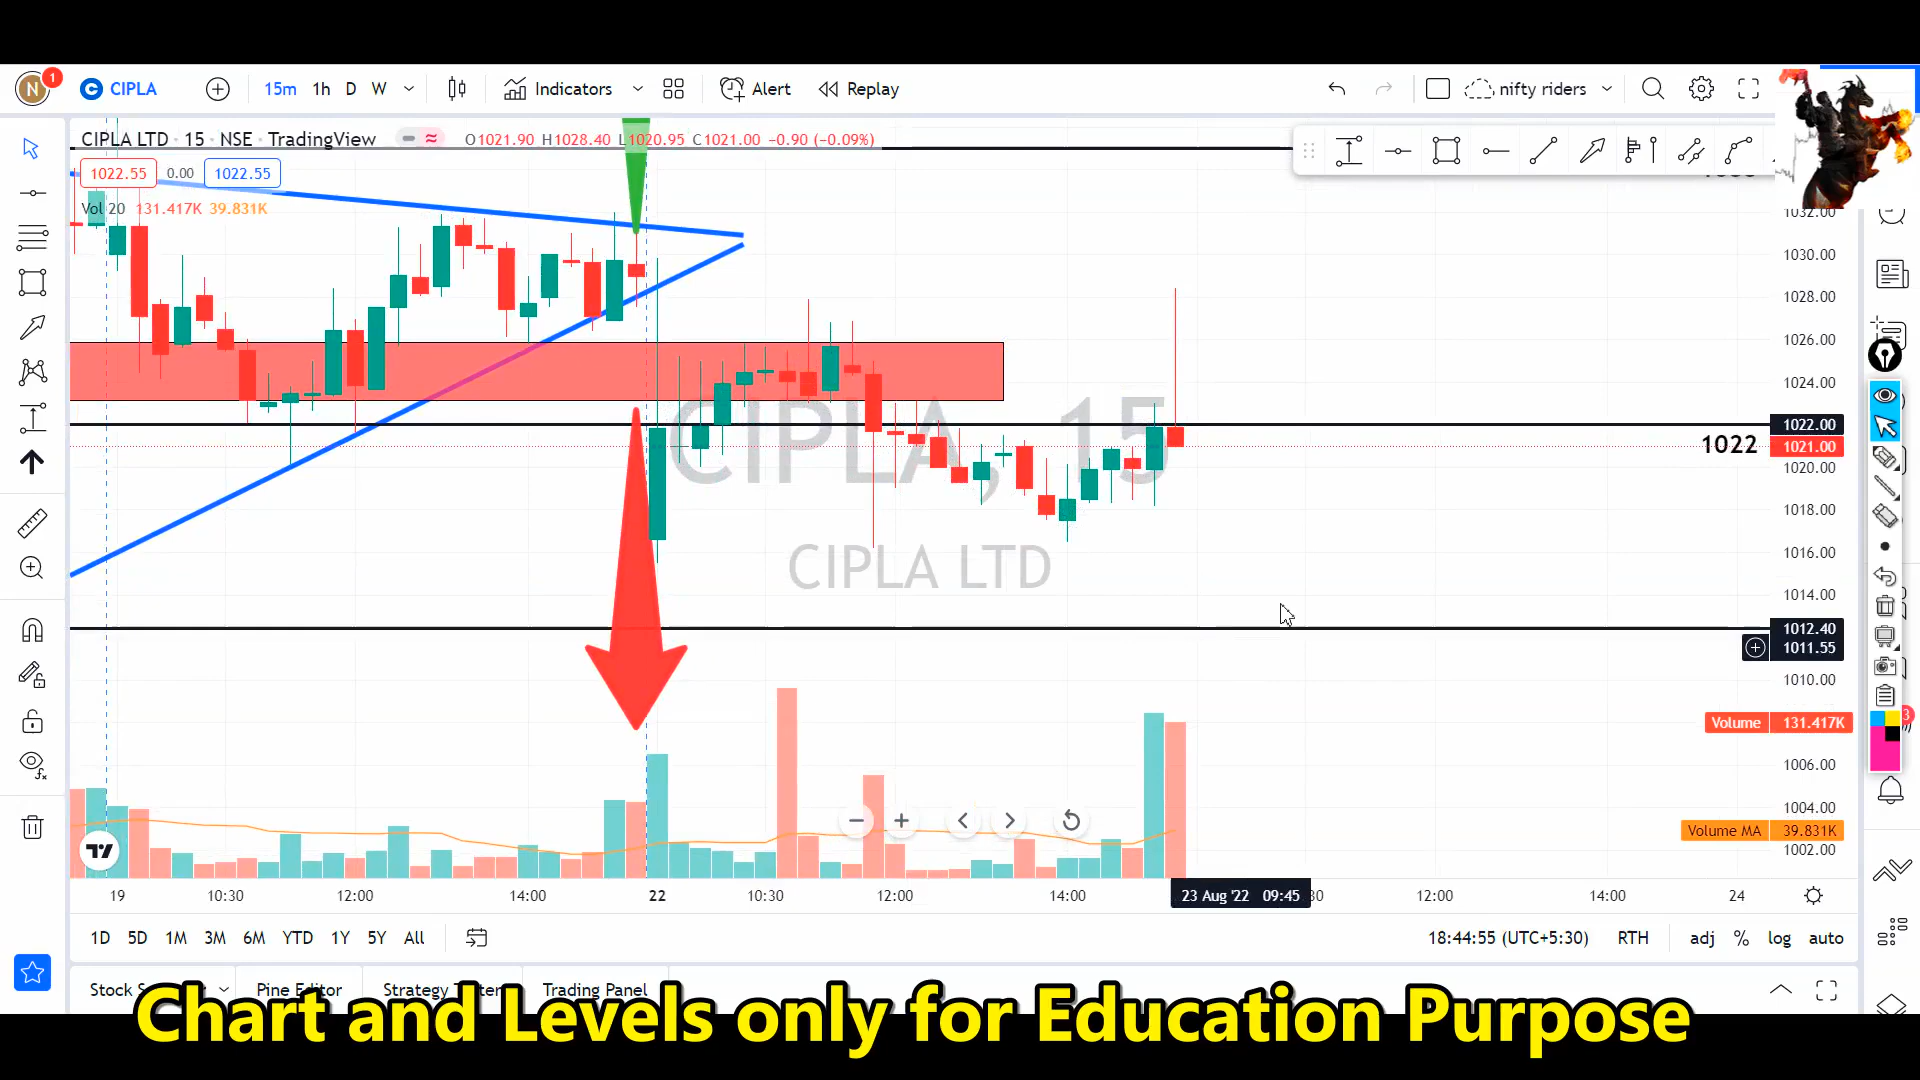 N 1 CIPLA 15m 1h D W Indicators Alert Replay nifty riders
CIPLA LTD · 15 · NSE · TradingView O1021.90 H1028.40 L1020.95 C1021.00 −0.90 (−0.09%)
1022.55 0.00 1022.55
Vol 20 131.417K 39.831K
1032.00
1030.00
1028.00
1026.00
1024.00
1022.00
1022 1021.00
1020.00
1018.00
1016.00
1014.00
1012.40
1011.55
1010.00
Volume 131.417K
1006.00
1004.00
Volume MA 39.831K
1002.00
CIPLA, 15
CIPLA LTD
3
19 10:30 12:00 14:00 22 10:30 12:00 14:00 23 Aug '22 09:45 30 12:00 14:00 24
1D 5D 1M 3M 6M YTD 1Y 5Y All 18:44:55 (UTC+5:30) RTH adj % log auto
Stock S Pine Editor Strategy Tester Trading Panel
Chart and Levels only for Education Purpose